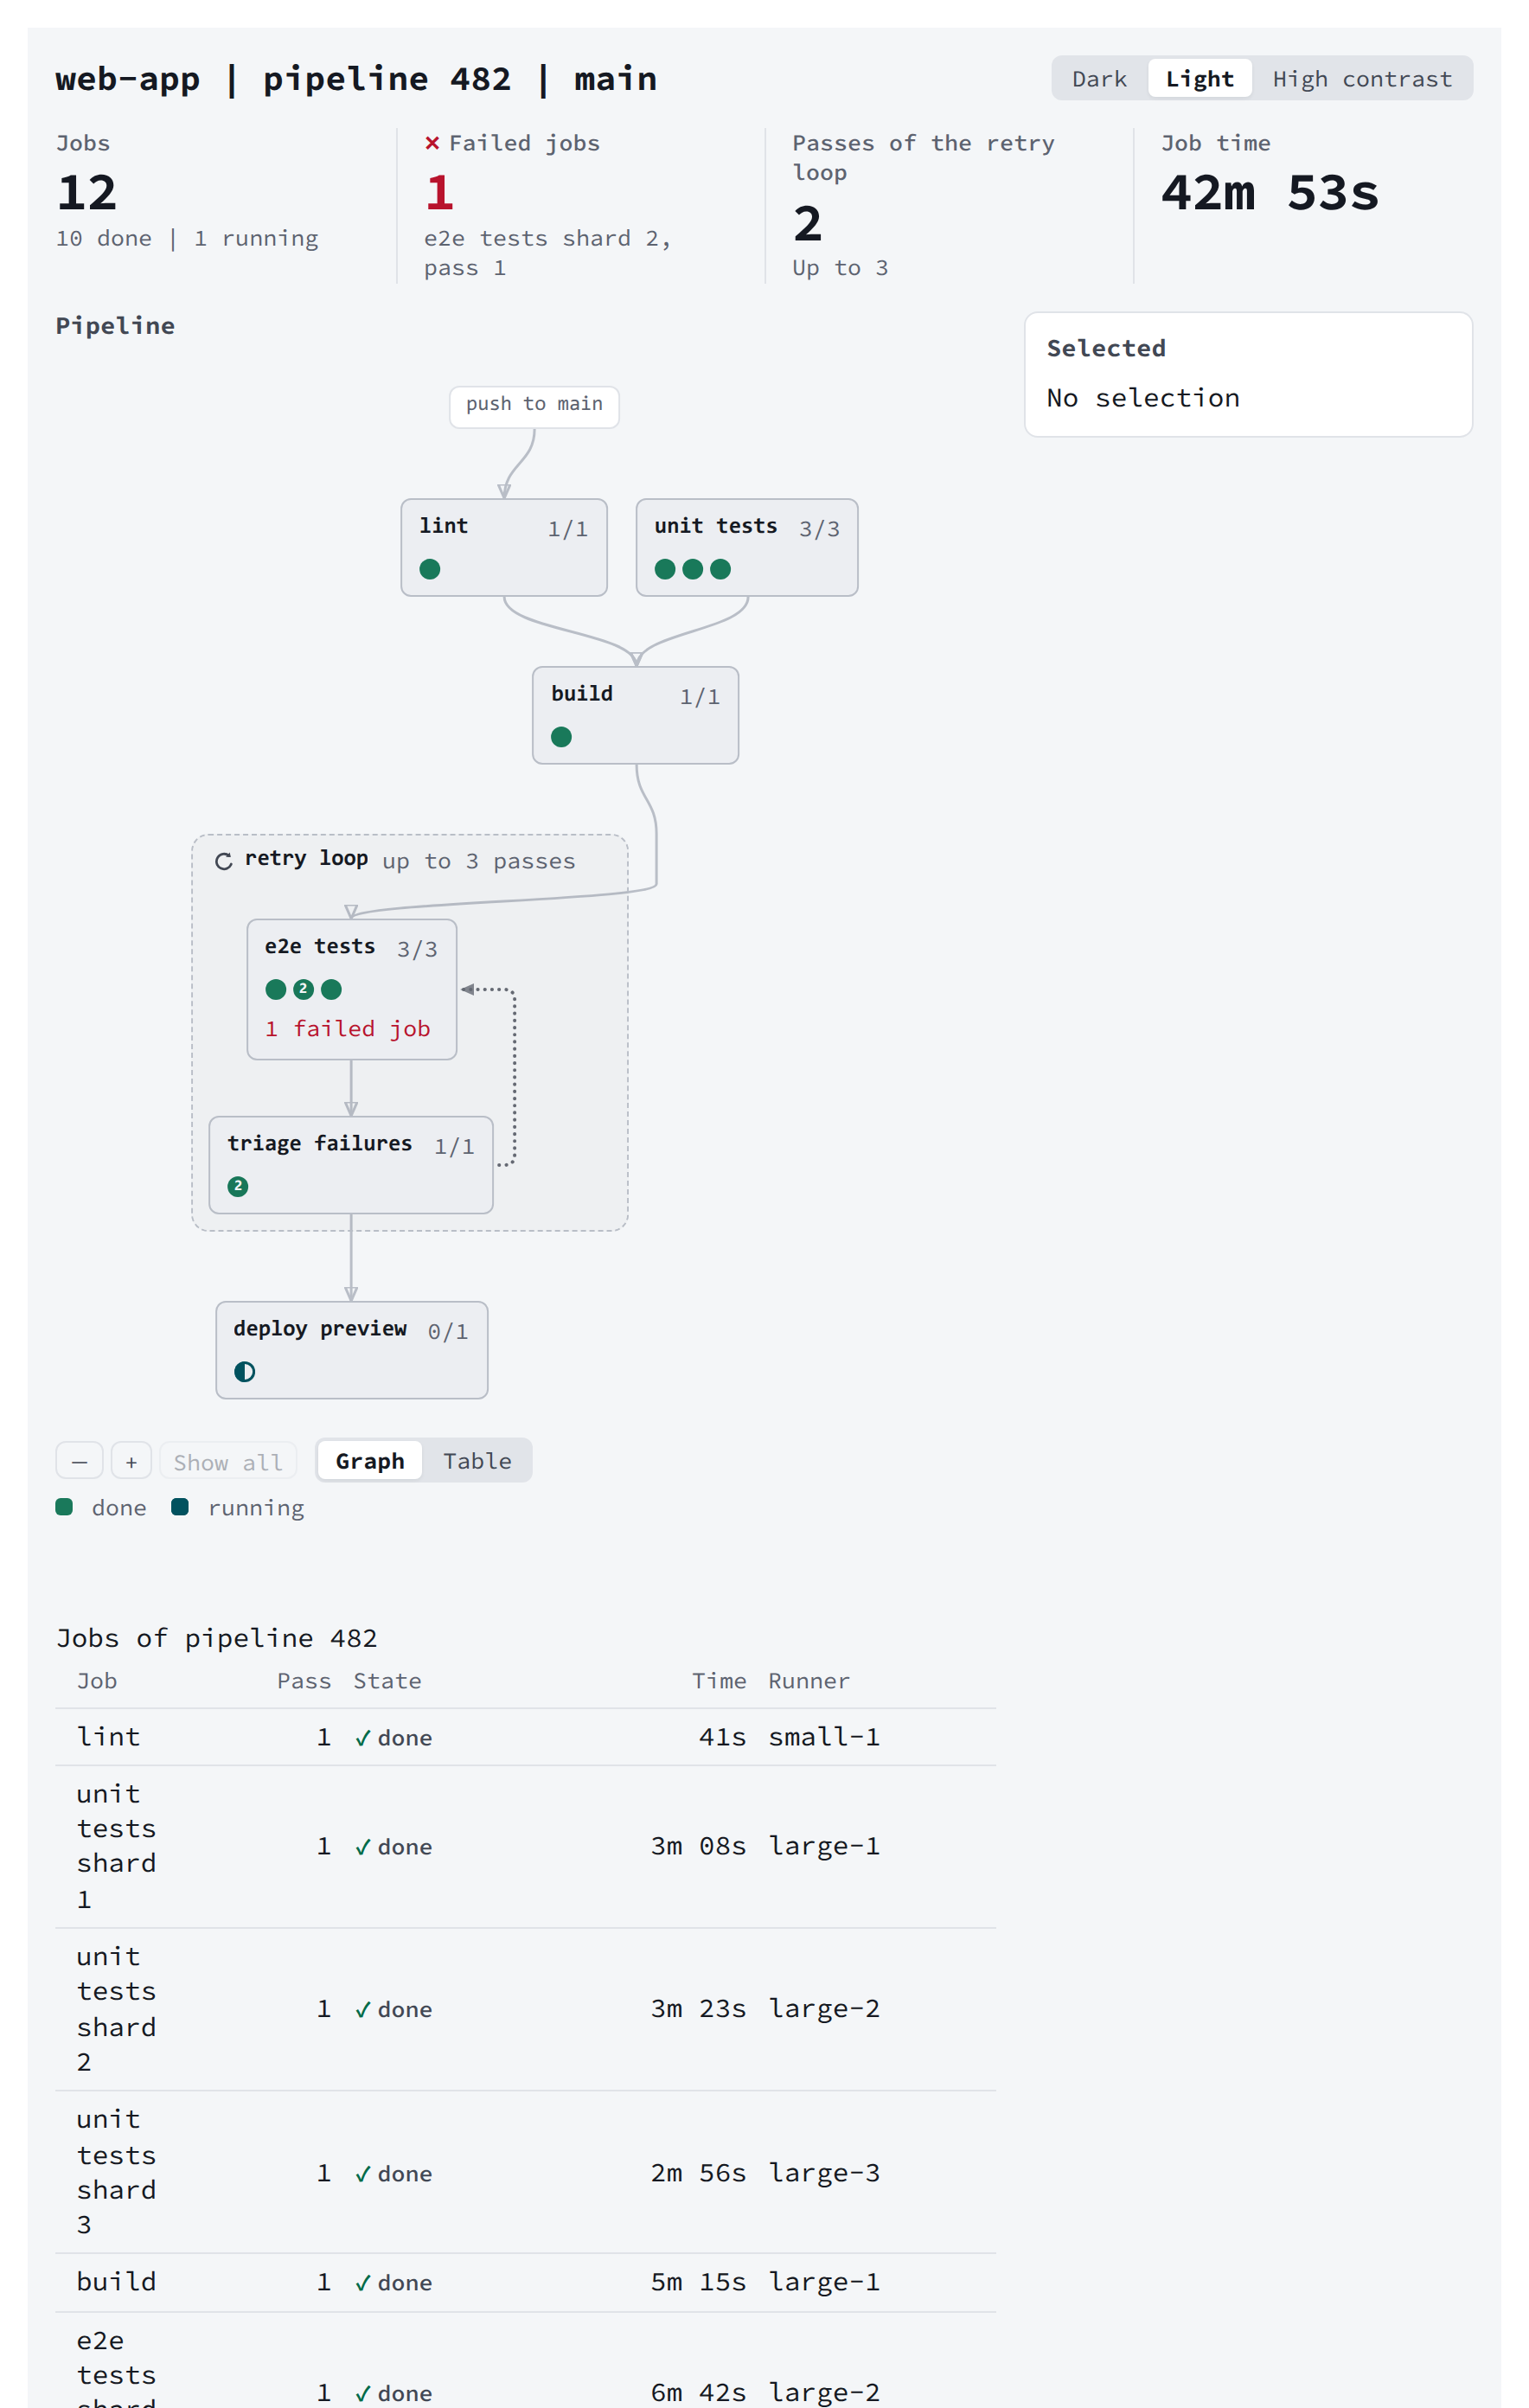 web-app | pipeline 482 | main
Dark Light High contrast
Jobs
12
10 done | 1 running
× Failed jobs
1
e2e tests shard 2,
pass 1
Passes of the retry
loop
2
Up to 3
Job time
42m 53s
Pipeline
Selected
No selection
push to main
lint 1/1
unit tests 3/3
build 1/1
retry loop up to 3 passes
e2e tests 3/3
2
1 failed job
triage failures 1/1
2
deploy preview 0/1
− + Show all Graph Table
done running
Jobs of pipeline 482
Job Pass State Time Runner
lint 1 ✓ done 41s small-1
unit
tests
shard
1
1 ✓ done 3m 08s large-1
unit
tests
shard
2
1 ✓ done 3m 23s large-2
unit
tests
shard
3
1 ✓ done 2m 56s large-3
build 1 ✓ done 5m 15s large-1
e2e
tests
shard
1 ✓ done 6m 42s large-2